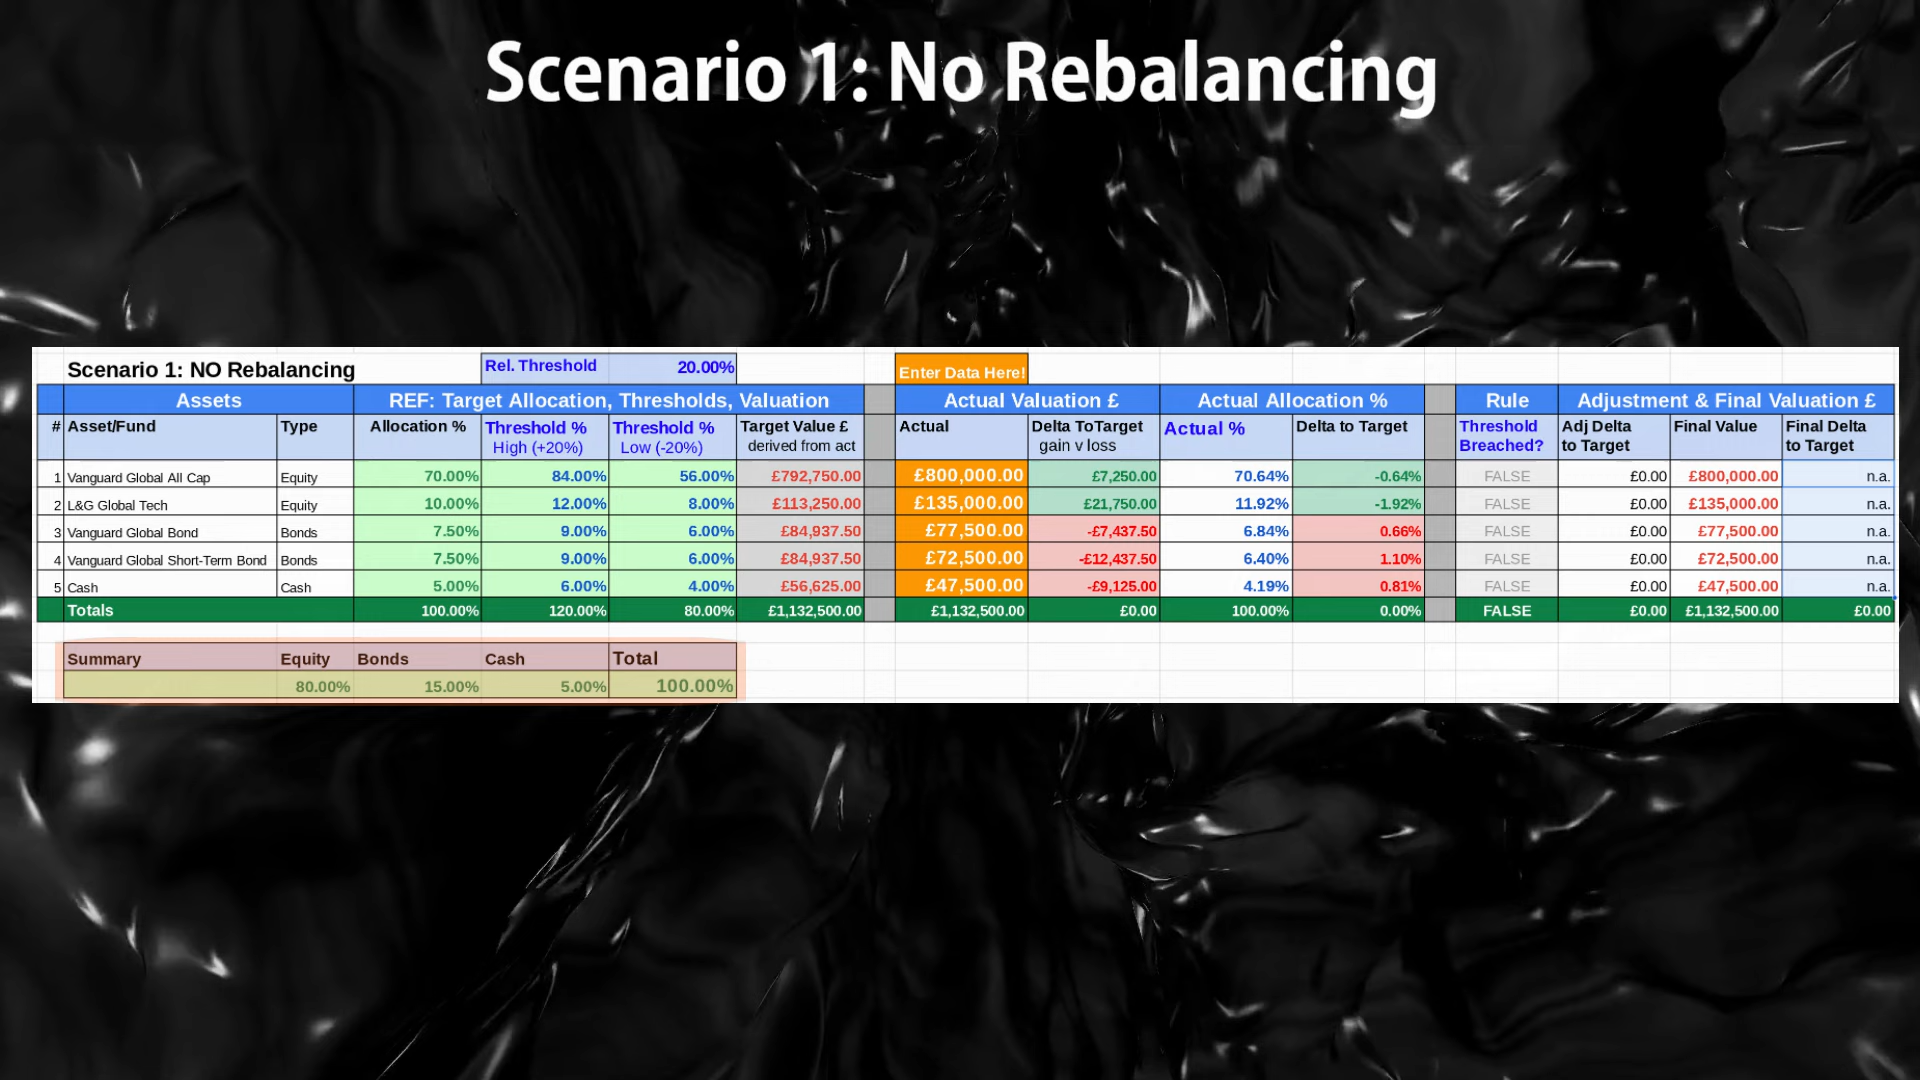 Scenario 1: No Rebalancing
Scenario 1: NO Rebalancing Rel. Threshold 20.00% Enter Data Here!
Assets REF: Target Allocation, Thresholds, Valuation Actual Valuation £ Actual Allocation % Rule Adjustment & Final Valuation £
# Asset/Fund Type Allocation % Threshold % Threshold % Target Value £ Actual Delta ToTarget Actual % Delta to Target Threshold Adj Delta Final Value Final Delta
High (+20%) Low (-20%) derived from act gain v loss Breached? to Target to Target
1 Vanguard Global All Cap Equity 70.00% 84.00% 56.00% £792,750.00 £800,000.00 £7,250.00 70.64% -0.64% FALSE £0.00 £800,000.00 n.a.
2 L&G Global Tech Equity 10.00% 12.00% 8.00% £113,250.00 £135,000.00 £21,750.00 11.92% -1.92% FALSE £0.00 £135,000.00 n.a.
3 Vanguard Global Bond Bonds 7.50% 9.00% 6.00% £84,937.50 £77,500.00 -£7,437.50 6.84% 0.66% FALSE £0.00 £77,500.00 n.a.
4 Vanguard Global Short-Term Bond Bonds 7.50% 9.00% 6.00% £84,937.50 £72,500.00 -£12,437.50 6.40% 1.10% FALSE £0.00 £72,500.00 n.a.
5 Cash Cash 5.00% 6.00% 4.00% £56,625.00 £47,500.00 -£9,125.00 4.19% 0.81% FALSE £0.00 £47,500.00 n.a.
Totals 100.00% 120.00% 80.00% £1,132,500.00 £1,132,500.00 £0.00 100.00% 0.00% FALSE £0.00 £1,132,500.00 £0.00
Summary Equity Bonds Cash Total
80.00% 15.00% 5.00% 100.00%